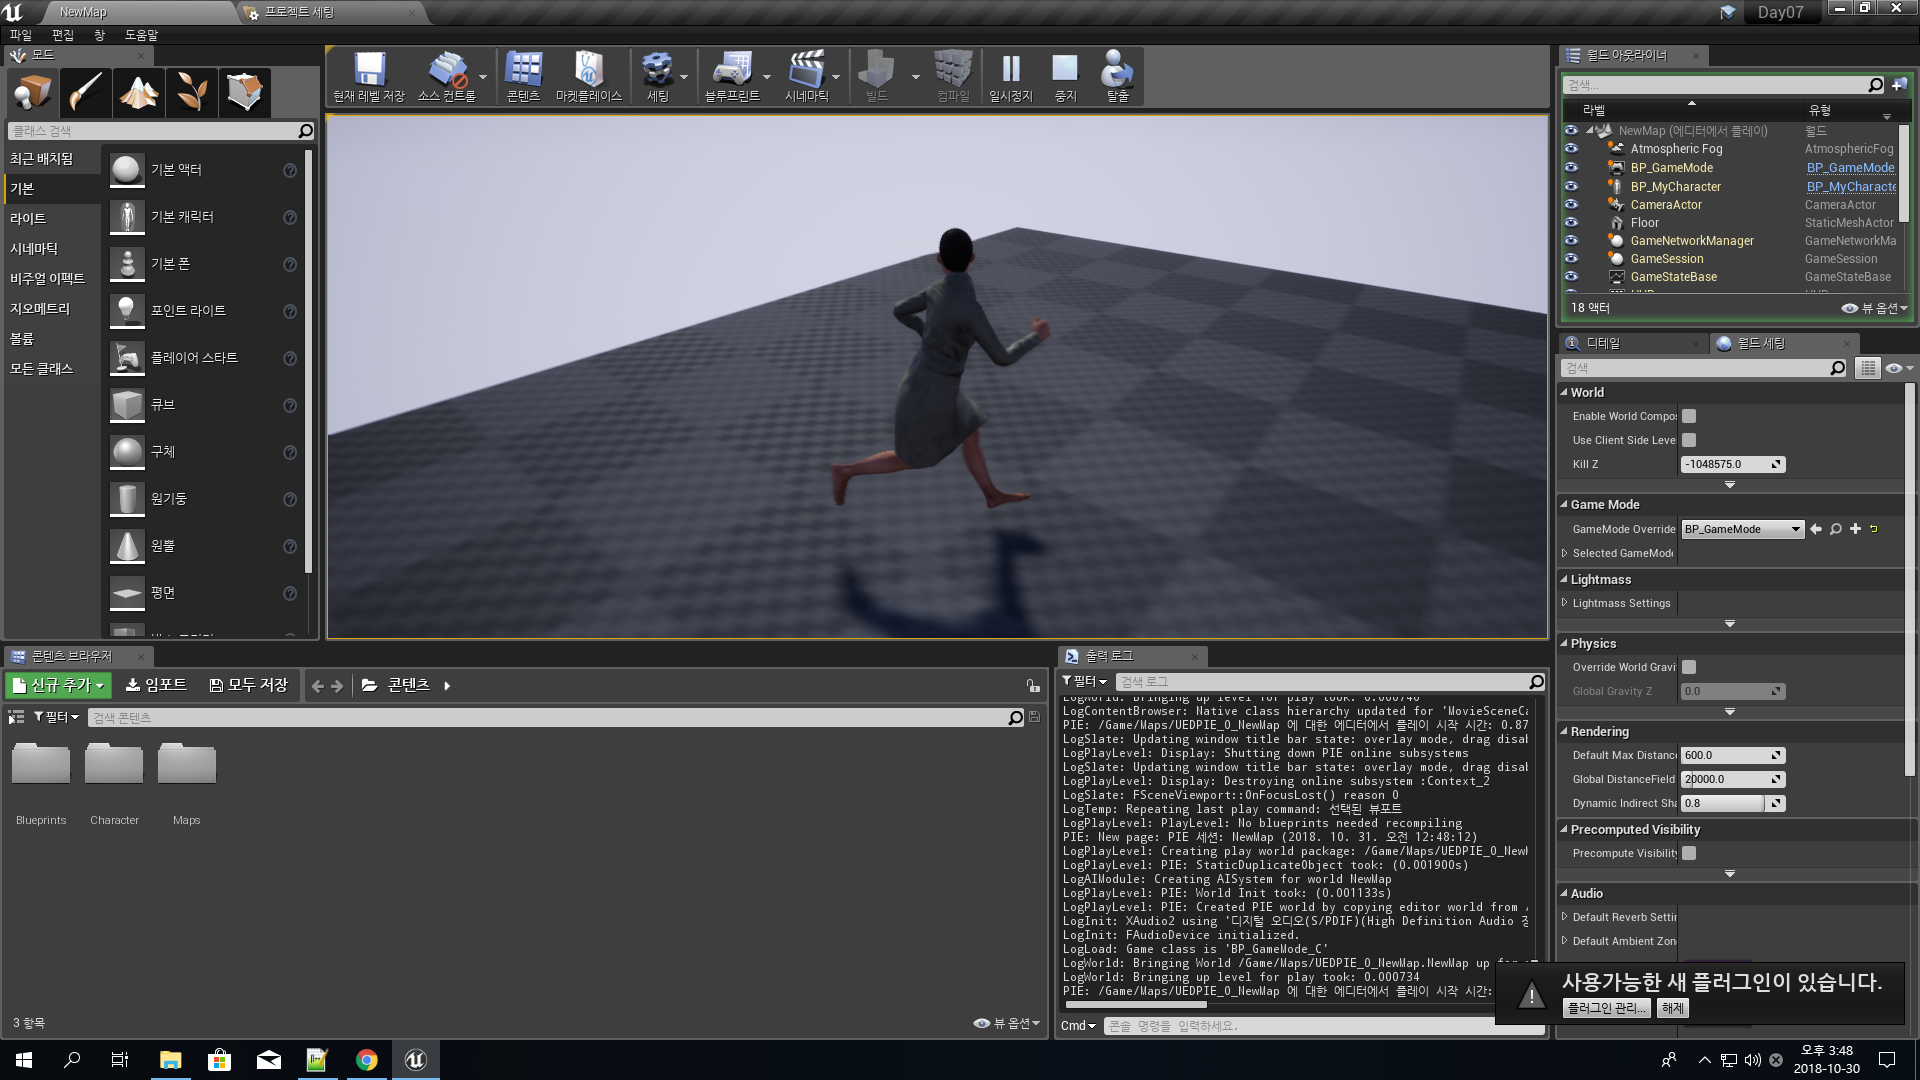 NewMap
프로젝트 세팅
Day07
파일 편집 창 도움말
모드
클래스 검색
최근 배치됨
기본
라이트
시네마틱
비주얼 이펙트
지오메트리
볼륨
모든 클래스
기본 액터
기본 캐릭터
기본 폰
포인트 라이트
플레이어 스타트
큐브
구체
원기둥
원뿔
평면
현재 레벨 저장
소스 컨트롤
콘텐츠
마켓플레이스
세팅
블루프린트
시네마틱
빌드
컴파일
일시정지
중지
탈출
월드 아웃라이너
검색...
라벨 유형
NewMap (에디터에서 플레이) 월드
Atmospheric Fog AtmosphericFog
BP_GameMode BP_GameMode
BP_MyCharacter BP_MyCharacte
CameraActor CameraActor
Floor StaticMeshActor
GameNetworkManager GameNetworkMa
GameSession GameSession
GameStateBase GameStateBase
18 액터
뷰 옵션
디테일
월드 세팅
검색
World
Enable World Compo
Use Client Side Leve
Kill Z -1048575.0
Game Mode
GameMode Override BP_GameMode
Selected GameMode
Lightmass
Lightmass Settings
Physics
Override World Gravi
Global Gravity Z 0.0
Rendering
Default Max Distance 600.0
Global DistanceField 20000.0
Dynamic Indirect Sha 0.8
Precomputed Visibility
Precompute Visibility
Audio
Default Reverb Settin
Default Ambient Zon
콘텐츠 브라우저
신규 추가 임포트 모두 저장 콘텐츠
필터 검색 콘텐츠
Blueprints
Character
Maps
3 항목
뷰 옵션
출력 로그
필터 검색 로그
LogWorld: Bringing up level for play took: 0.000740
LogContentBrowser: Native class hierarchy updated for 'MovieSceneCa
PIE: /Game/Maps/UEDPIE_0_NewMap 에 대한 에디터에서 플레이 시작 시간: 0.87
LogSlate: Updating window title bar state: overlay mode, drag disab
LogPlayLevel: Display: Shutting down PIE online subsystems
LogSlate: Updating window title bar state: overlay mode, drag disab
LogPlayLevel: Display: Destroying online subsystem :Context_2
LogSlate: FSceneViewport::OnFocusLost() reason 0
LogTemp: Repeating last play command: 선택된 뷰포트
LogPlayLevel: PlayLevel: No blueprints needed recompiling
PIE: New page: PIE 세션: NewMap (2018. 10. 31. 오전 12:48:12)
LogPlayLevel: Creating play world package: /Game/Maps/UEDPIE_0_NewM
LogPlayLevel: PIE: StaticDuplicateObject took: (0.001900s)
LogAIModule: Creating AISystem for world NewMap
LogPlayLevel: PIE: World Init took: (0.001133s)
LogPlayLevel: PIE: Created PIE world by copying editor world from /
LogInit: XAudio2 using '디지털 오디오(S/PDIF)(High Definition Audio 장
LogInit: FAudioDevice initialized.
LogLoad: Game class is 'BP_GameMode_C'
LogWorld: Bringing World /Game/Maps/UEDPIE_0_NewMap.NewMap up for
LogWorld: Bringing up level for play took: 0.000734
PIE: /Game/Maps/UEDPIE_0_NewMap 에 대한 에디터에서 플레이 시작 시간:
Cmd 콘솔 명령을 입력하세요.
사용가능한 새 플러그인이 있습니다.
플러그인 관리... 해제
오후 3:48
2018-10-30